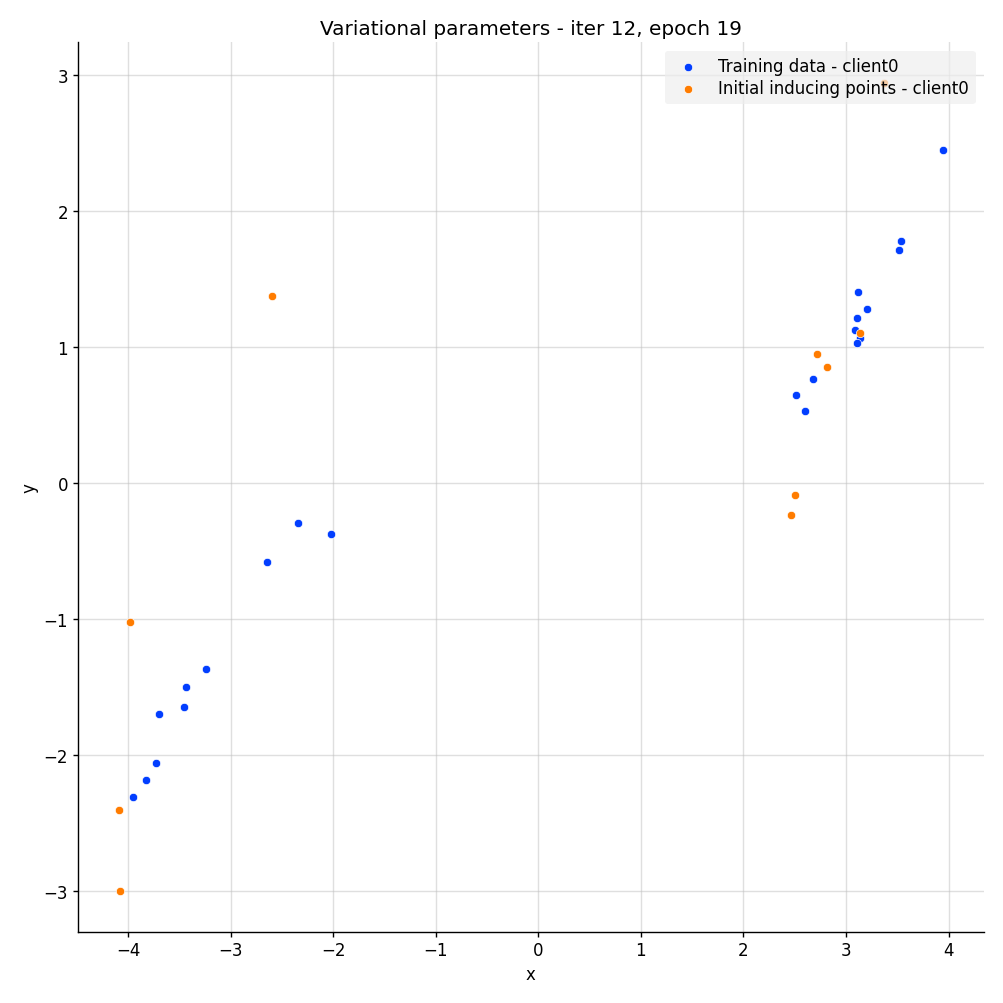 Variational parameters - iter 12, epoch 19
Training data - client0
Initial inducing points - client0
3
2
1
0
−1
−2
−3
y
−4 −3 −2 −1 0 1 2 3 4
x